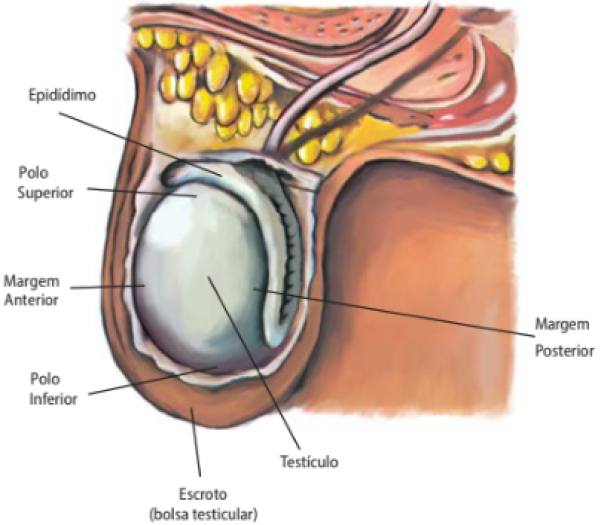 Epidídimo
Polo
Superior
Margem
Anterior
Margem
Posterior
Polo
Inferior
Testículo
Escroto
(bolsa testicular)